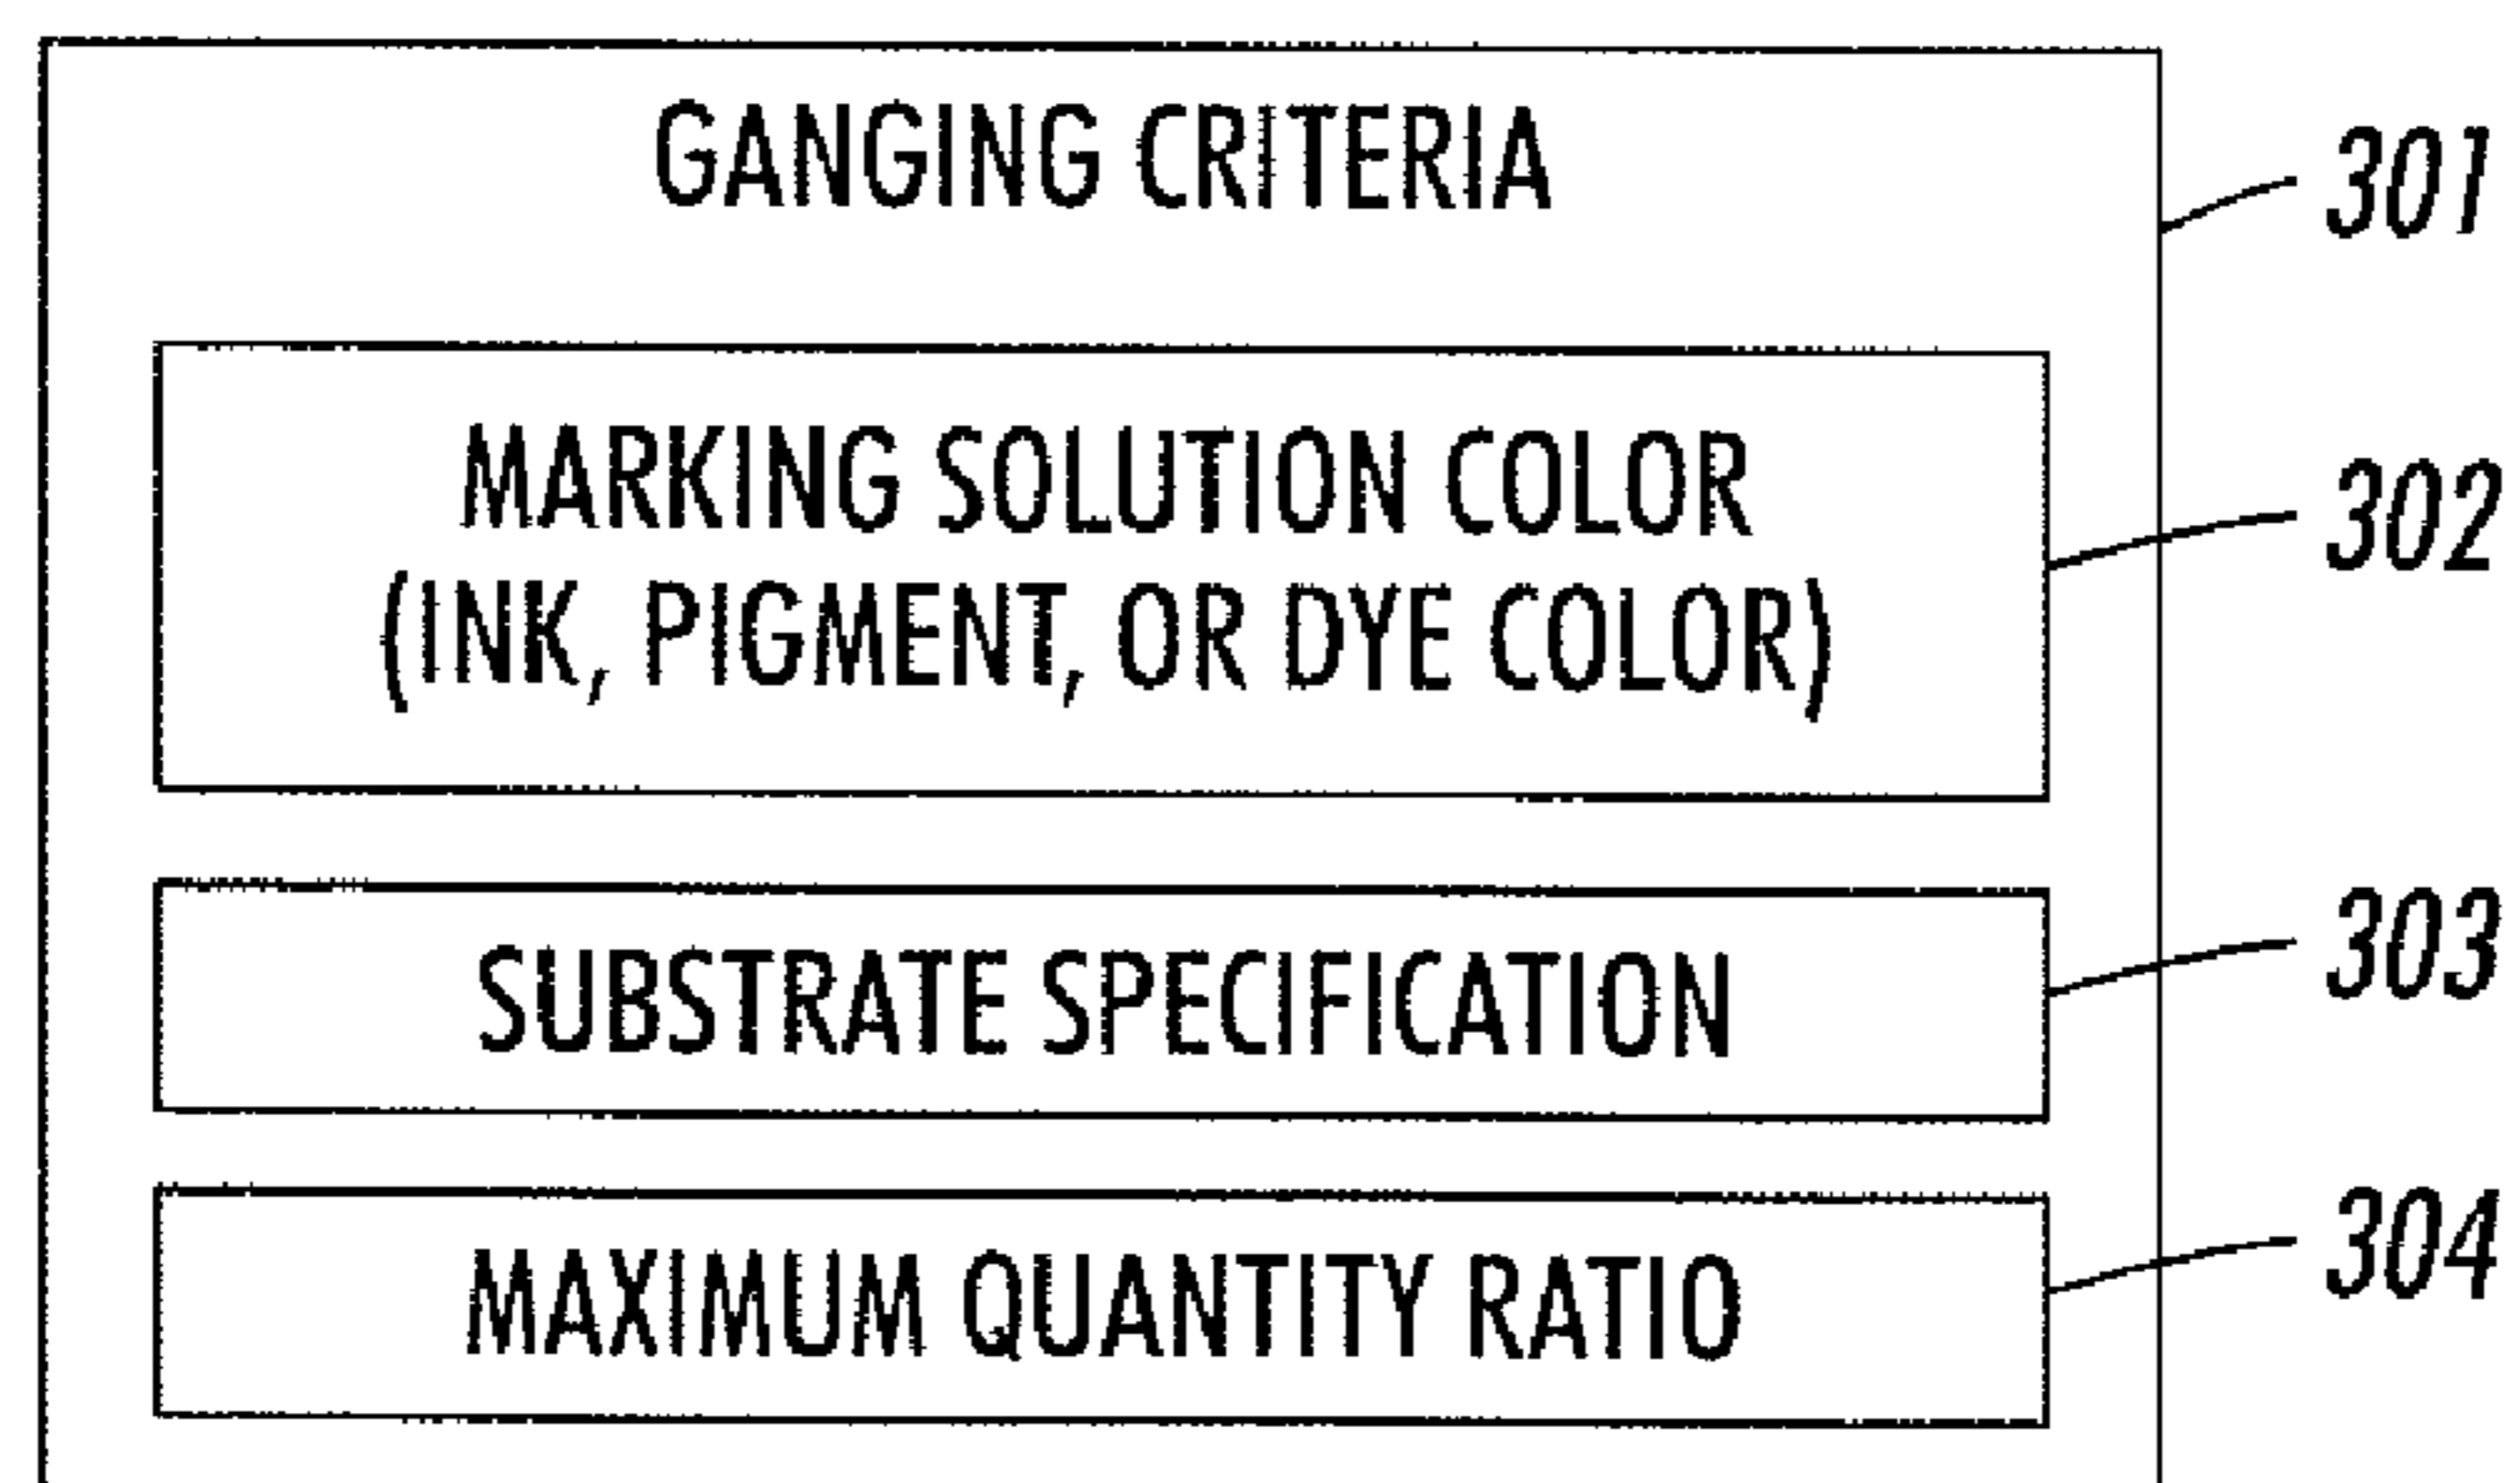 GANGING CRITERIA
301
MARKING SOLUTION COLOR
(INK, PIGMENT, OR DYE COLOR)
302
SUBSTRATE SPECIFICATION
303
MAXIMUM QUANTITY RATIO
304